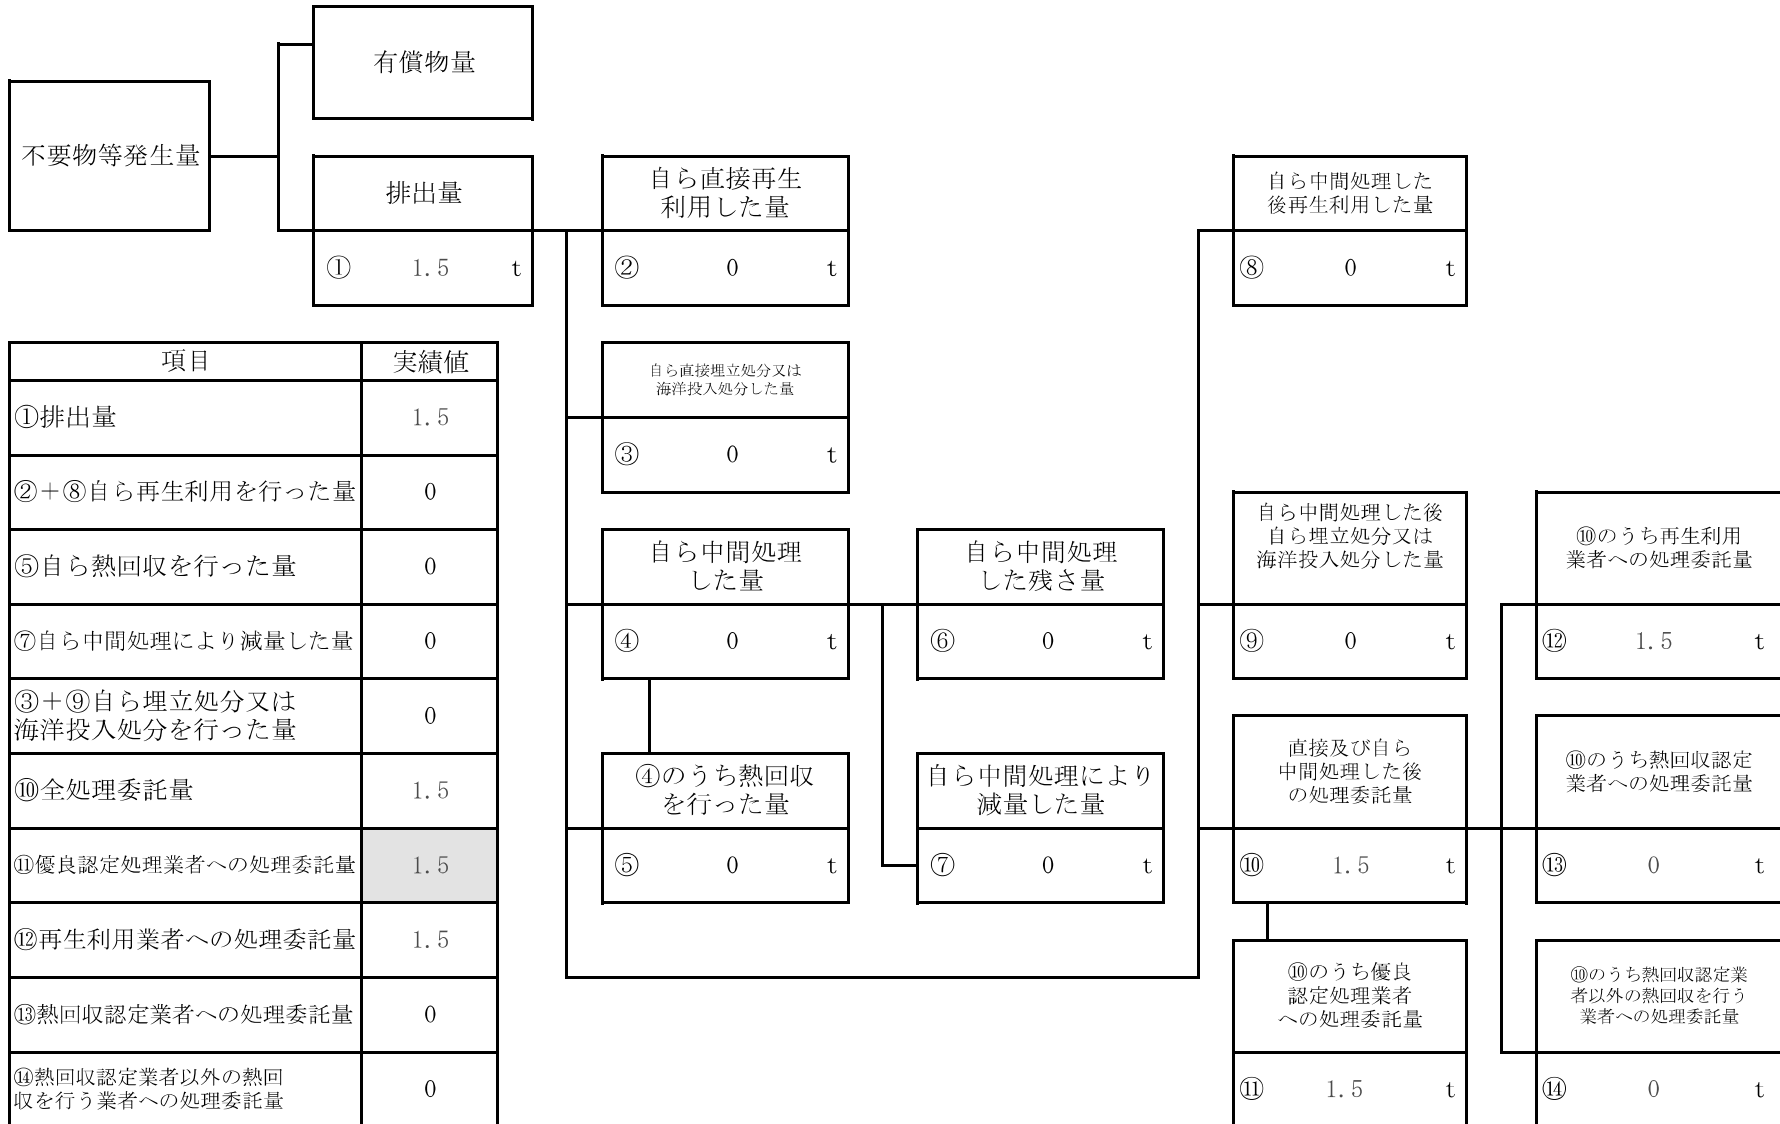 有償物量
不要物等発生量
排出量
① 1.5 t
自ら直接再生
利用した量
② 0 t
自ら中間処理した
後再生利用した量
⑧ 0 t
自ら直接埋立処分又は
海洋投入処分した量
③ 0 t
自ら中間処理
した量
④ 0 t
自ら中間処理
した残さ量
⑥ 0 t
自ら中間処理した後
自ら埋立処分又は
海洋投入処分した量
⑨ 0 t
⑩のうち再生利用
業者への処理委託量
⑫ 1.5 t
④のうち熱回収
を行った量
⑤ 0 t
自ら中間処理により
減量した量
⑦ 0 t
直接及び自ら
中間処理した後
の処理委託量
⑩ 1.5 t
⑩のうち熱回収認定
業者への処理委託量
⑬ 0 t
⑩のうち優良
認定処理業者
への処理委託量
⑪ 1.5 t
⑩のうち熱回収認定業
者以外の熱回収を行う
業者への処理委託量
⑭ 0 t
項目 実績値
①排出量 1.5
②＋⑧自ら再生利用を行った量 0
⑤自ら熱回収を行った量 0
⑦自ら中間処理により減量した量 0
③＋⑨自ら埋立処分又は
海洋投入処分を行った量 0
⑩全処理委託量 1.5
⑪優良認定処理業者への処理委託量 1.5
⑫再生利用業者への処理委託量 1.5
⑬熱回収認定業者への処理委託量 0
⑭熱回収認定業者以外の熱回
収を行う業者への処理委託量 0